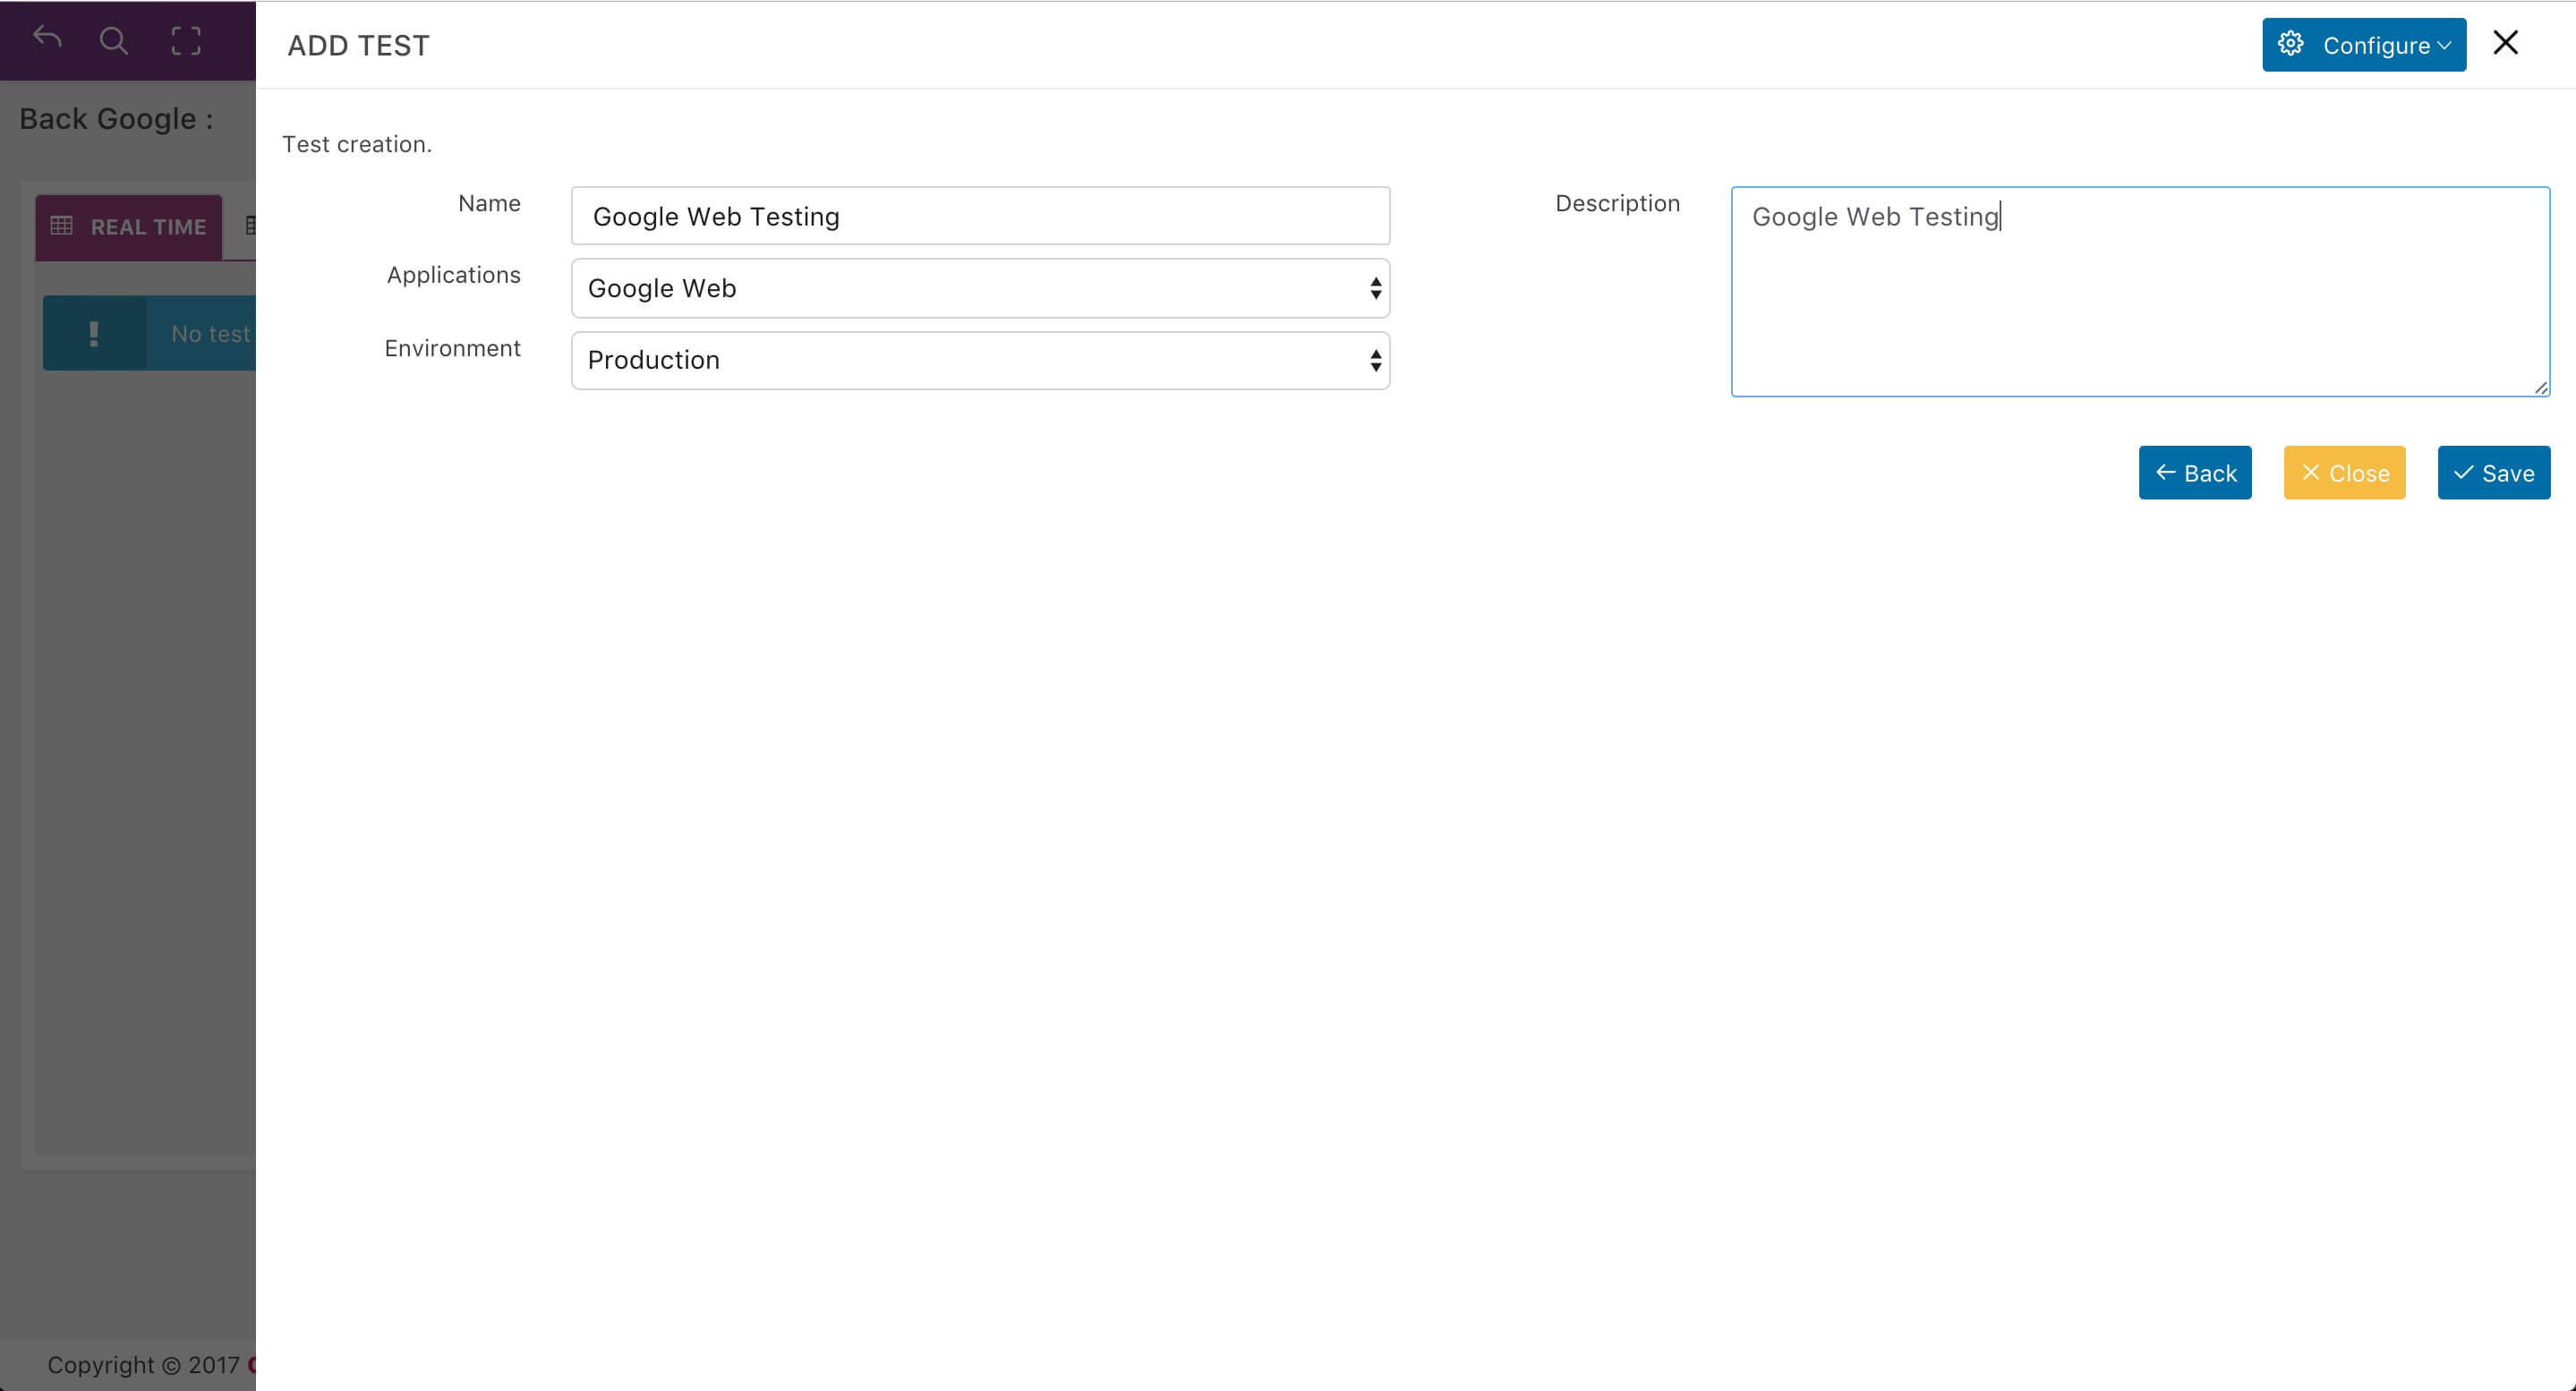 ADD TEST
Configure
Back Google :
Test creation.
Name
Google Web Testing
Description
Google Web Testing
REAL TIME
Applications
Google Web
No test
Environment
Production
Back
Close
Save
Copyright © 2017